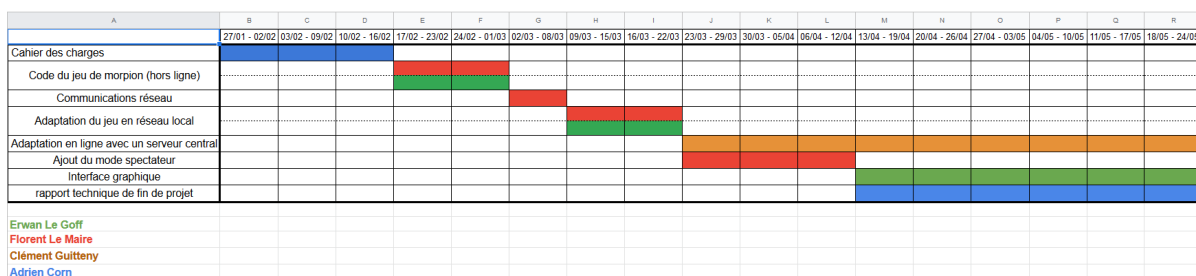 A B C D E F G H I J K L M N O P Q R
27/01 - 02/02 03/02 - 09/02 10/02 - 16/02 17/02 - 23/02 24/02 - 01/03 02/03 - 08/03 09/03 - 15/03 16/03 - 22/03 23/03 - 29/03 30/03 - 05/04 06/04 - 12/04 13/04 - 19/04 20/04 - 26/04 27/04 - 03/05 04/05 - 10/05 11/05 - 17/05 18/05 - 24/05
Cahier des charges
Code du jeu de morpion (hors ligne)
Communications réseau
Adaptation du jeu en réseau local
Adaptation en ligne avec un serveur central
Ajout du mode spectateur
Interface graphique
rapport technique de fin de projet
Erwan Le Goff
Florent Le Maire
Clément Guitteny
Adrien Corn